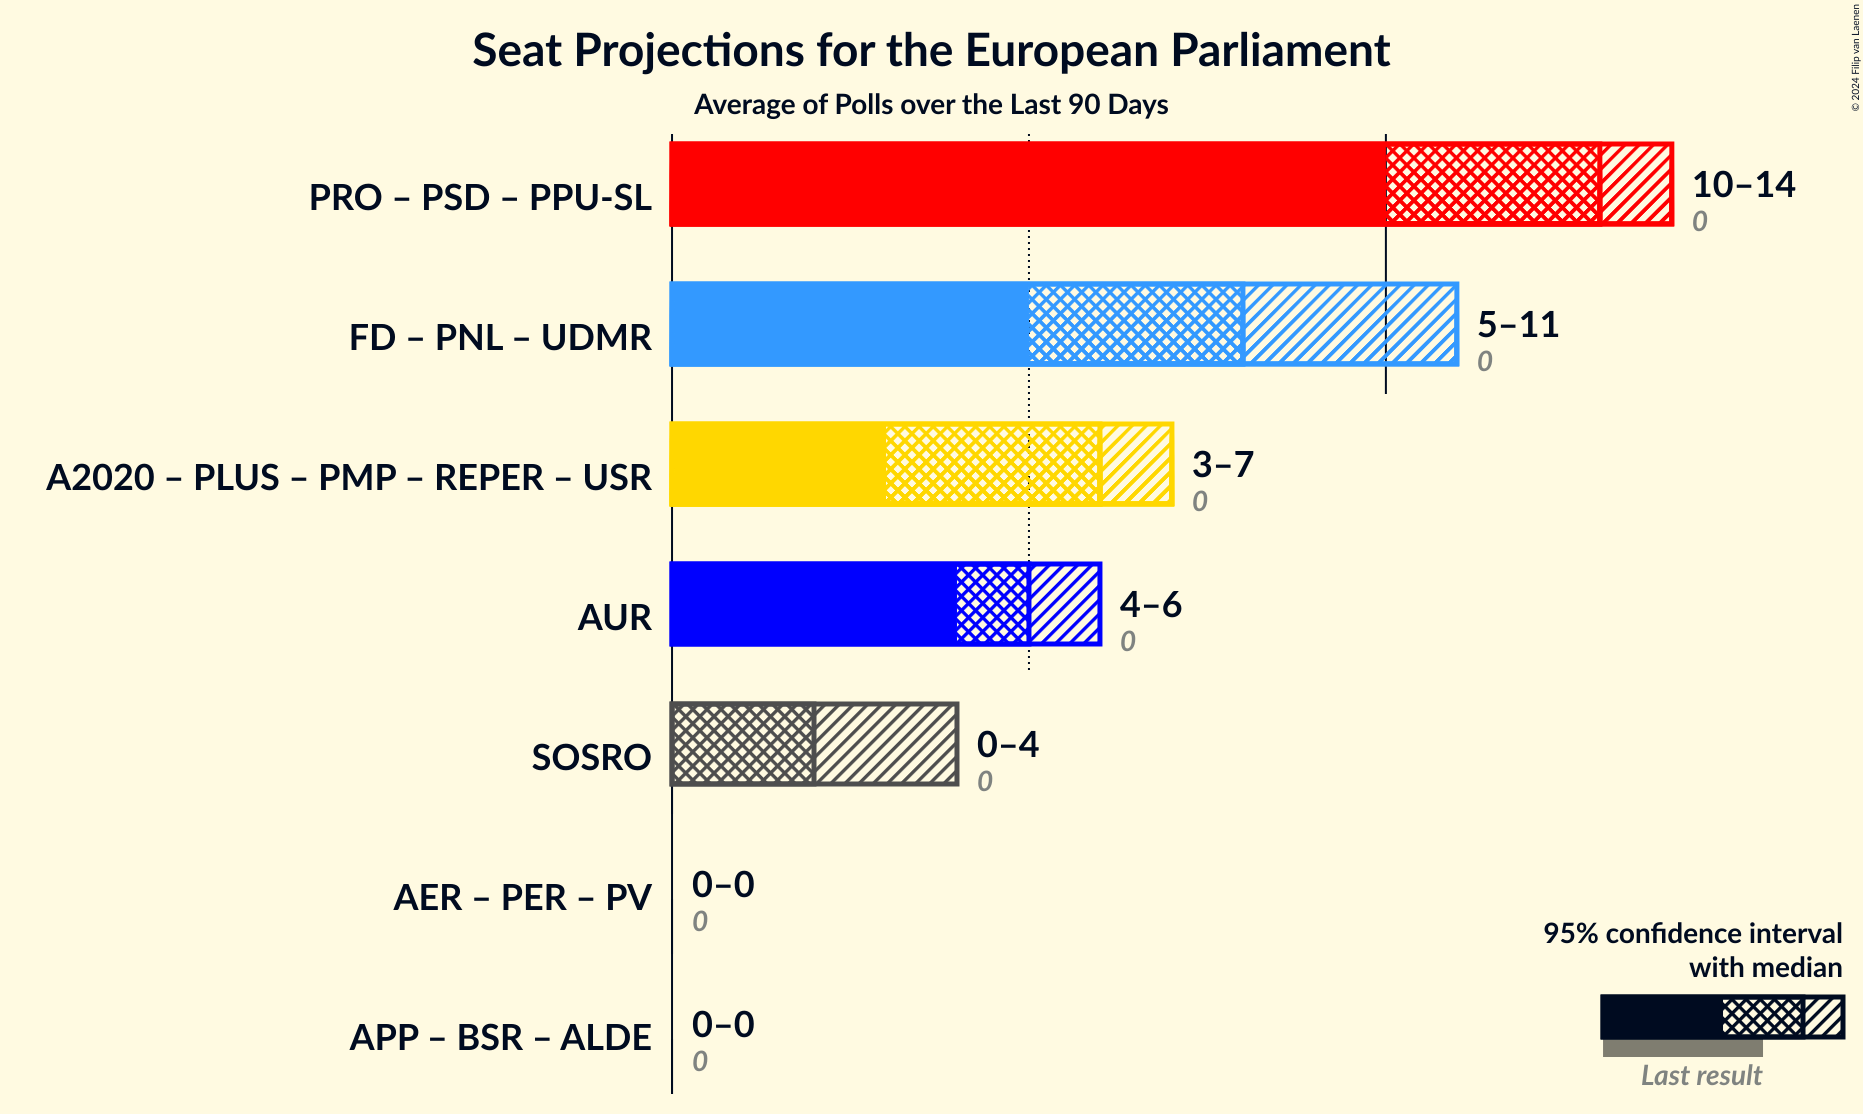 Seat Projections for the European Parliament
Average of Polls over the Last 90 Days
© 2024 Filip van Laenen
PRO – PSD – PPU-SL
10–14
0
FD – PNL – UDMR
5–11
0
A2020 – PLUS – PMP – REPER – USR
3–7
0
AUR
4–6
0
SOSRO
0–4
0
AER – PER – PV
0–0
0
APP – BSR – ALDE
0–0
0
95% confidence interval
with median
Last result